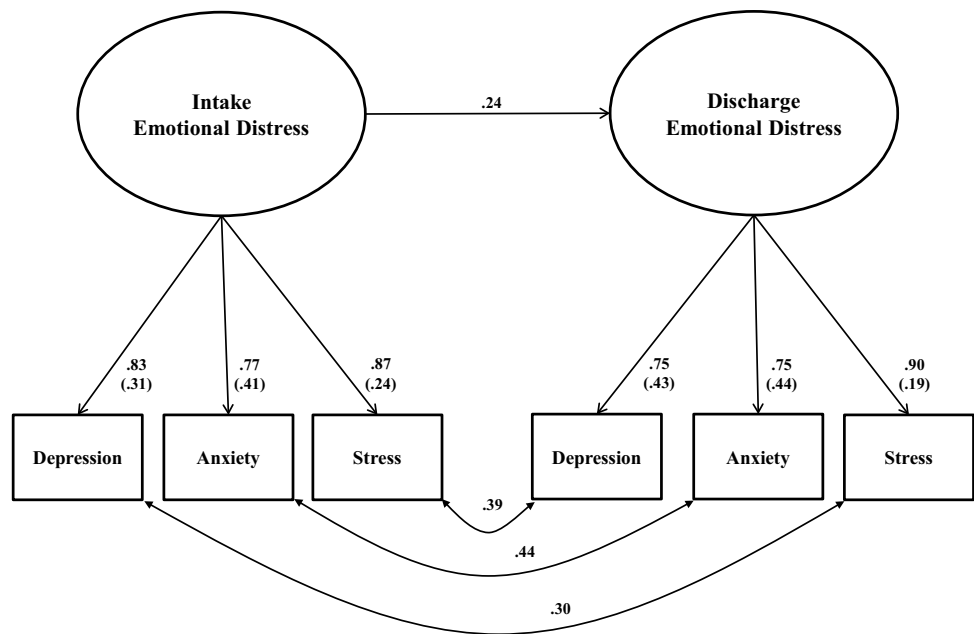 Intake
Emotional Distress
.24
Discharge
Emotional Distress
.83
(.31)
.77
(.41)
.87
(.24)
.75
(.43)
.75
(.44)
.90
(.19)
Depression
Anxiety
Stress
Depression
Anxiety
Stress
.39
.44
.30